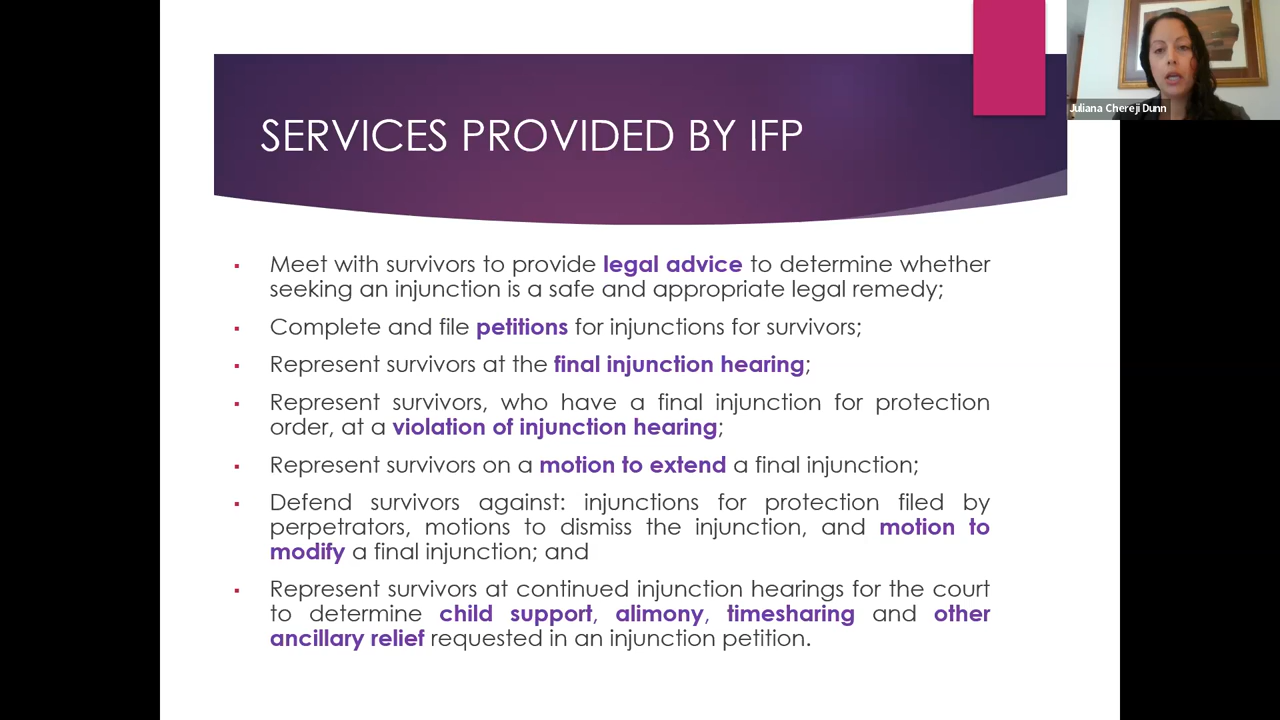 SERVICES PROVIDED BY IFP
Juliana Chereji Dunn
▪ Meet with survivors to provide legal advice to determine whether
seeking an injunction is a safe and appropriate legal remedy;
▪ Complete and file petitions for injunctions for survivors;
▪ Represent survivors at the final injunction hearing;
▪ Represent survivors, who have a final injunction for protection
order, at a violation of injunction hearing;
▪ Represent survivors on a motion to extend a final injunction;
▪ Defend survivors against: injunctions for protection filed by
perpetrators, motions to dismiss the injunction, and motion to
modify a final injunction; and
▪ Represent survivors at continued injunction hearings for the court
to determine child support, alimony, timesharing and other
ancillary relief requested in an injunction petition.